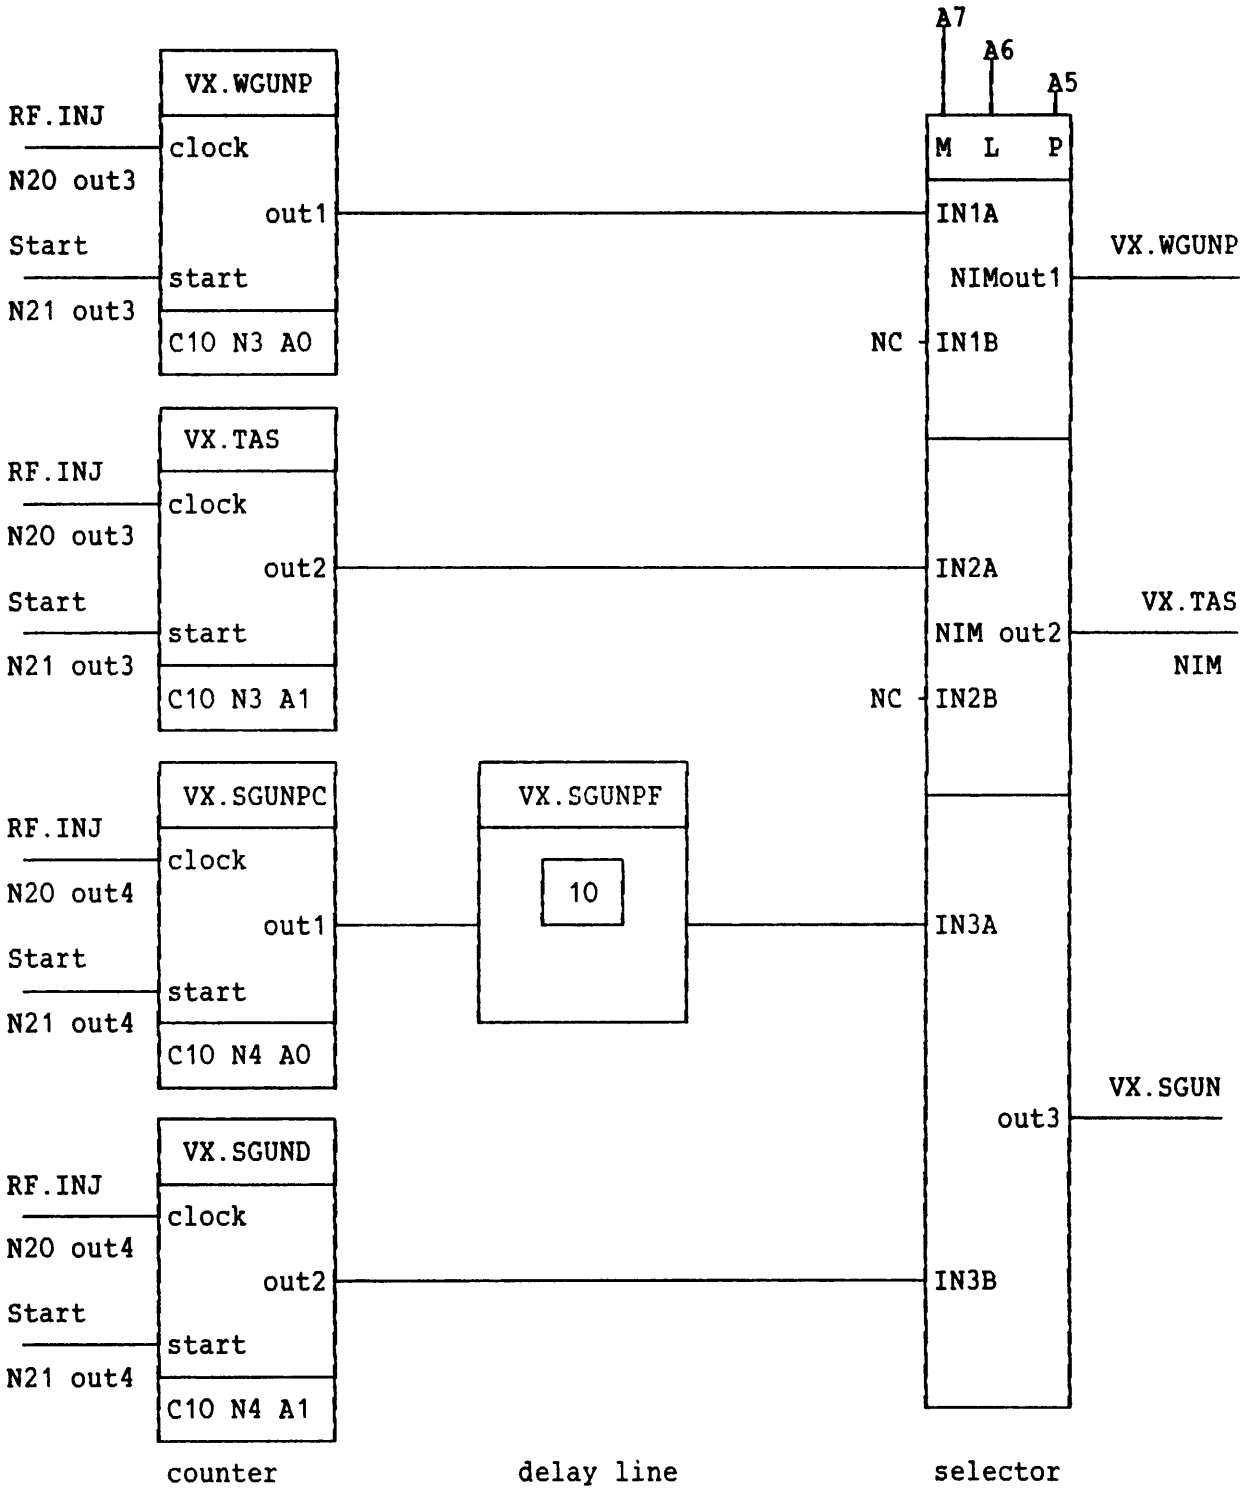 A7
A6
A5
VX.WGUNP
RF.INJ
clock
N20 out3
out1
Start
start
N21 out3
C10 N3 A0
M L P
IN1A
VX.WGUNP
NIMout1
NC IN1B
VX.TAS
RF.INJ
clock
N20 out3
out2
Start
start
N21 out3
C10 N3 A1
IN2A
VX.TAS
NIM out2
NIM
NC IN2B
VX.SGUNPC
RF.INJ
clock
N20 out4
out1
Start
start
N21 out4
C10 N4 A0
VX.SGUNPF
10
IN3A
VX.SGUN
out3
VX.SGUND
RF.INJ
clock
N20 out4
out2
Start
start
N21 out4
C10 N4 A1
IN3B
counter
delay line
selector